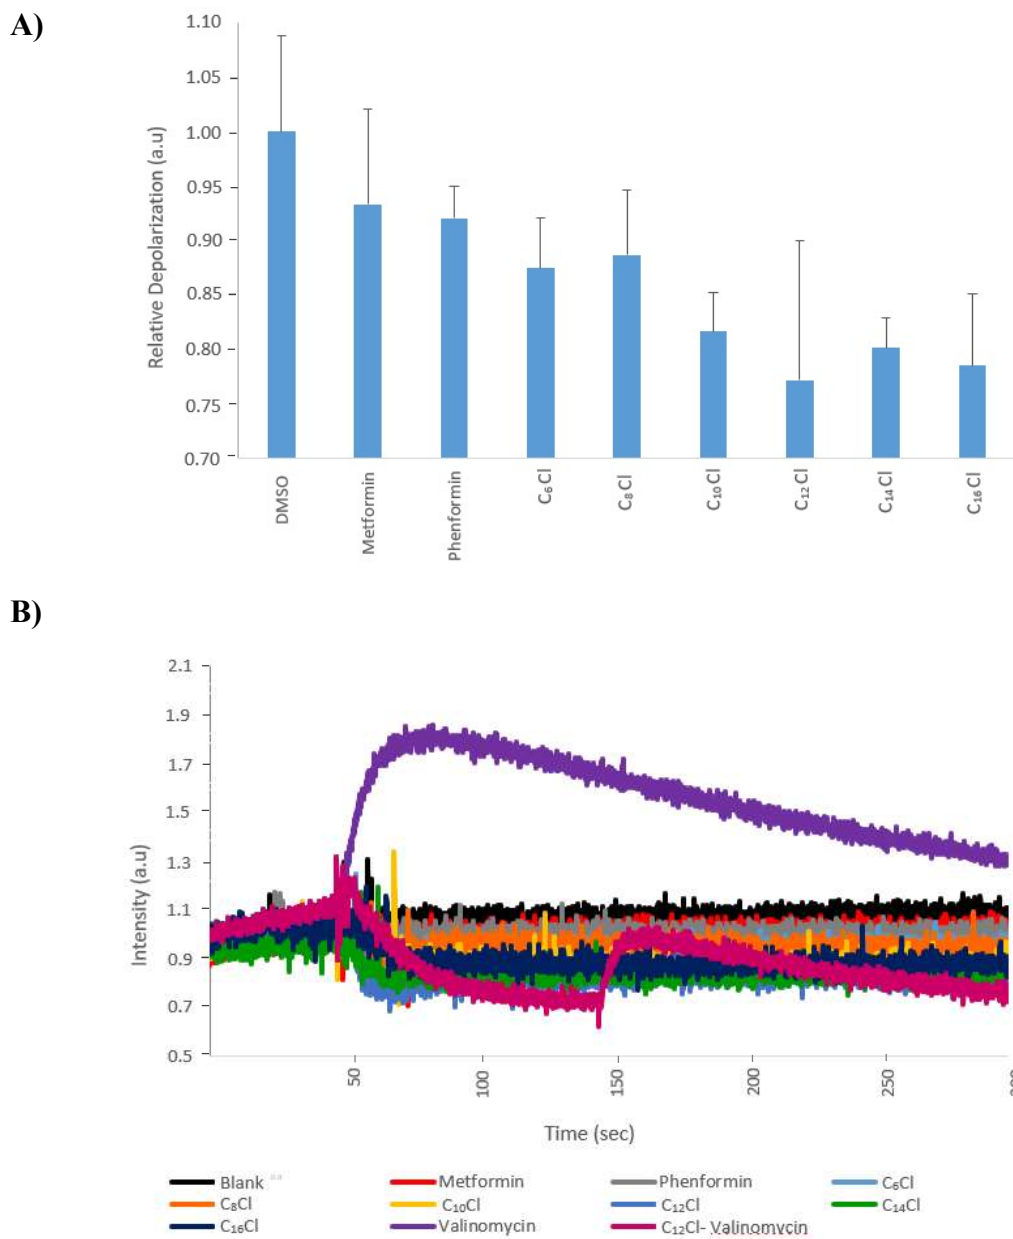 A)
1.10
1.05
1.00
0.95
0.90
0.85
0.80
0.75
0.70
Relative Depolarization (a.u)
DMSO
Metformin
Phenformin
C₆Cl
C₈Cl
C₁₀Cl
C₁₂Cl
C₁₄Cl
C₁₆Cl
B)
2.1
1.9
1.7
1.5
1.3
1.1
0.9
0.7
0.5
Intensity (a.u)
50
100
150
200
250
Time (sec)
Blank Metformin Phenformin C₆Cl
C₈Cl C₁₀Cl C₁₂Cl C₁₄Cl
C₁₆Cl Valinomycin C₁₂Cl- Valinomycin